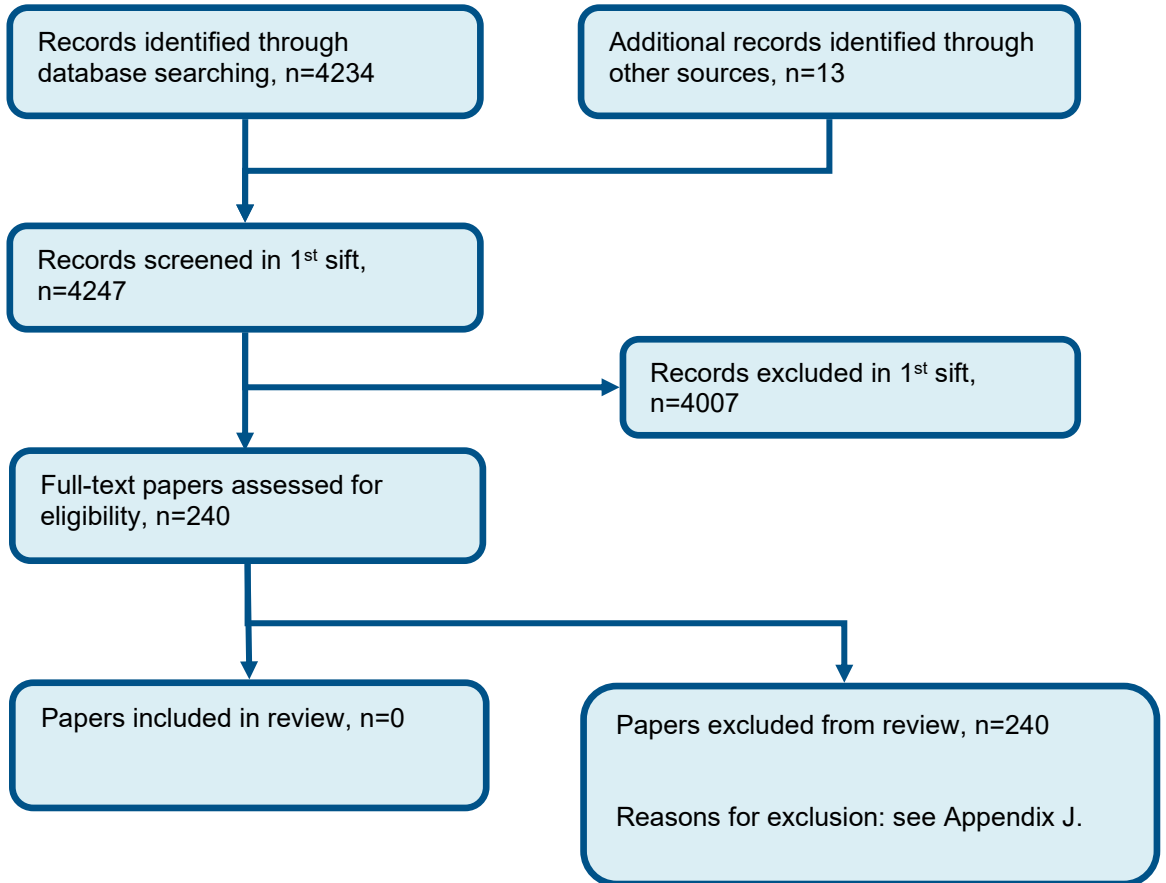 Records identified through
database searching, n=4234
Additional records identified through
other sources, n=13
Records screened in 1st sift,
n=4247
Records excluded in 1st sift,
n=4007
Full-text papers assessed for
eligibility, n=240
Papers included in review, n=0
Papers excluded from review, n=240
Reasons for exclusion: see Appendix J.